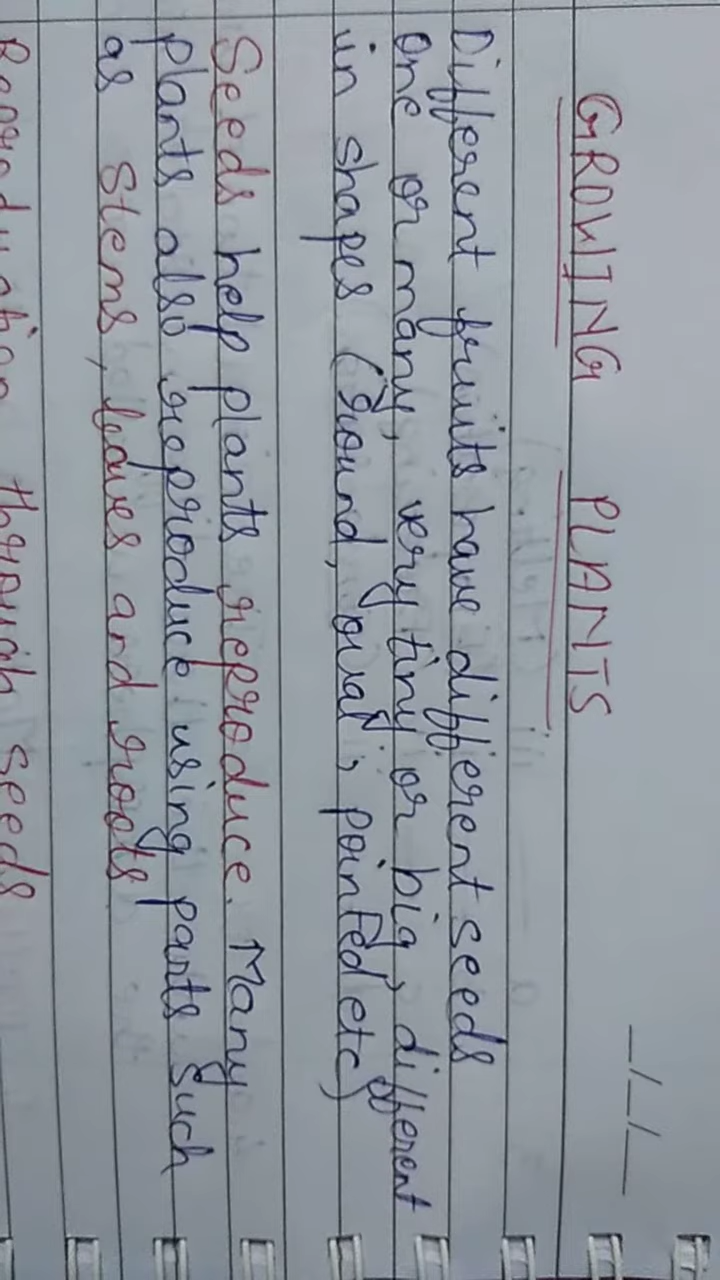 _/_/_
GROWING PLANTS
Different fruits have different seeds
one or many, very tiny or big, different
in shapes (round, oval, pointed etc)
Seeds help plants reproduce. Many
plants also reproduce using parts such
as stems, leaves and roots
Reproduction through seeds